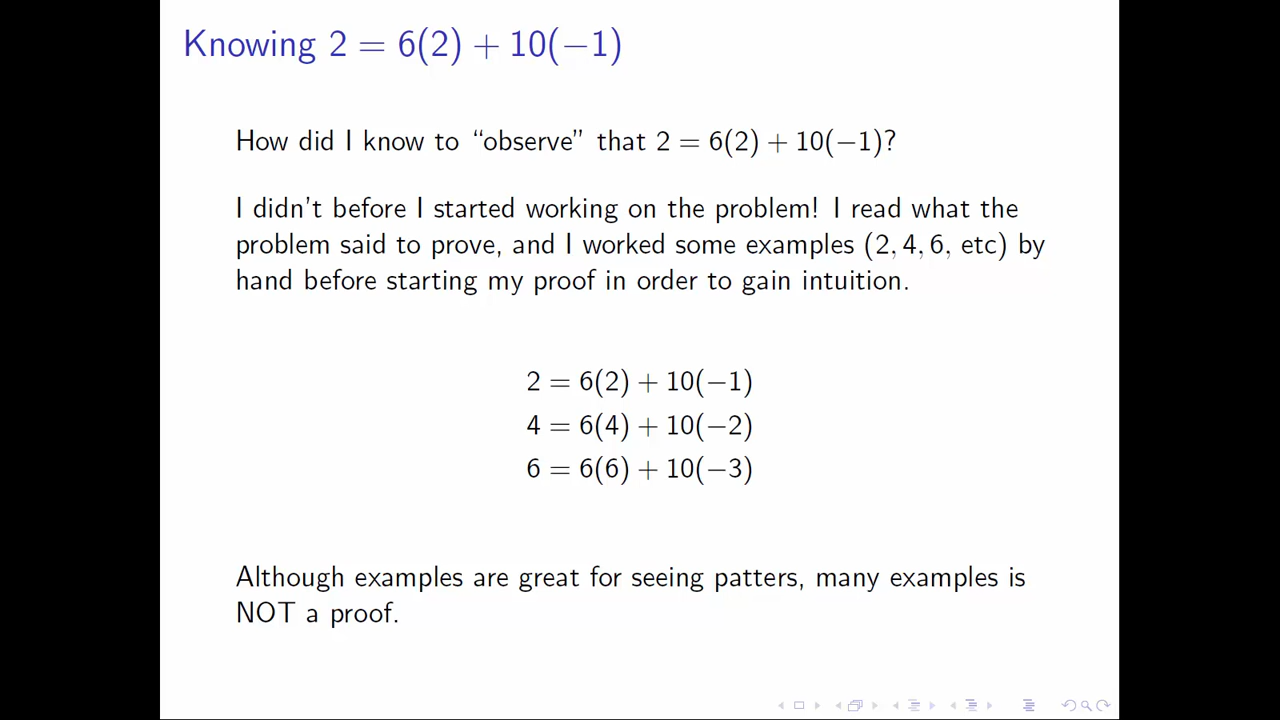 Knowing 2 = 6(2) + 10(−1)
How did I know to “observe” that 2 = 6(2) + 10(−1)?
I didn't before I started working on the problem! I read what the
problem said to prove, and I worked some examples (2, 4, 6, etc) by
hand before starting my proof in order to gain intuition.
2 = 6(2) + 10(−1)
4 = 6(4) + 10(−2)
6 = 6(6) + 10(−3)
Although examples are great for seeing patters, many examples is
NOT a proof.